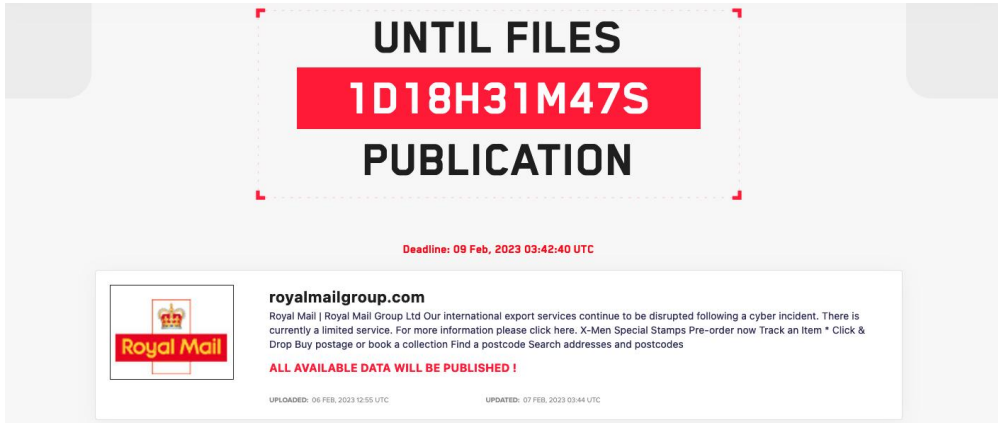 UNTIL FILES
1D18H31M47S
PUBLICATION
Deadline: 09 Feb, 2023 03:42:40 UTC
royalmailgroup.com
Royal Mail | Royal Mail Group Ltd Our international export services continue to be disrupted following a cyber incident. There is
currently a limited service. For more information please click here. X-Men Special Stamps Pre-order now Track an Item * Click &
Drop Buy postage or book a collection Find a postcode Search addresses and postcodes
Royal Mail
ALL AVAILABLE DATA WILL BE PUBLISHED !
UPLOADED: 06 FEB, 2023 12:55 UTC UPDATED: 07 FEB, 2023 03:44 UTC